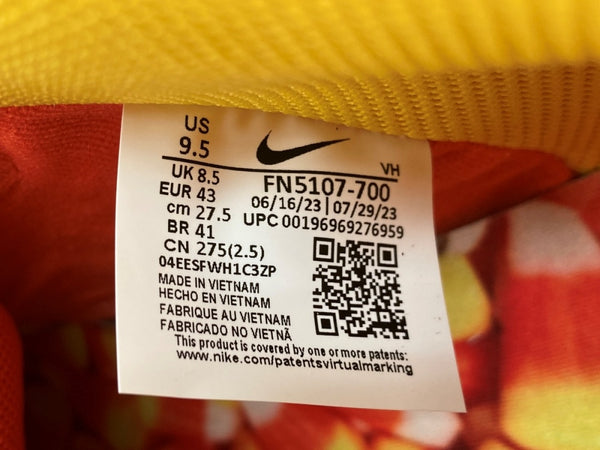 US
9.5
VH
UK 8.5
EUR 43
cm 27.5
BR 41
CN 275(2.5)
FN5107-700
06/16/23 | 07/29/23
UPC 00196969276959
04EESFWH1C3ZP
MADE IN VIETNAM
HECHO EN VIETNAM
FABRIQUE AU VIETNAM
FABRICADO NO VIETNÃ
This product is covered by one or more patents:
www.nike.com/patentsvirtualmarking